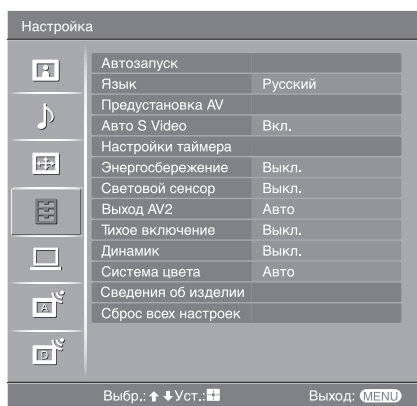 Настройка
Автозапуск
Язык Русский
Предустановка AV
Авто S Video Вкл.
Настройки таймера
Энергосбережение Выкл.
Световой сенсор Выкл.
Выход AV2 Авто
Тихое включение Выкл.
Динамик Выкл.
Система цвета Авто
Сведения об изделии
A
Сброс всех настроек
D
Выбр.: Уст.: Выход: MENU